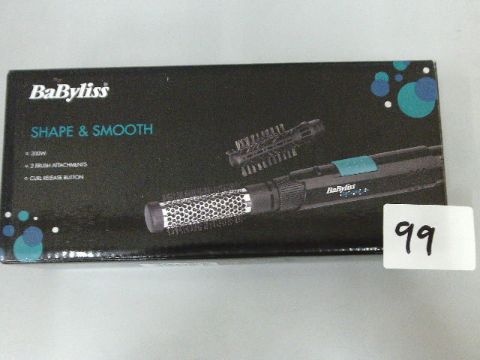 BaByliss
SHAPE & SMOOTH
300W
2 BRUSH ATTACHMENTS
CURL RELEASE BUTTON
BaByliss
99